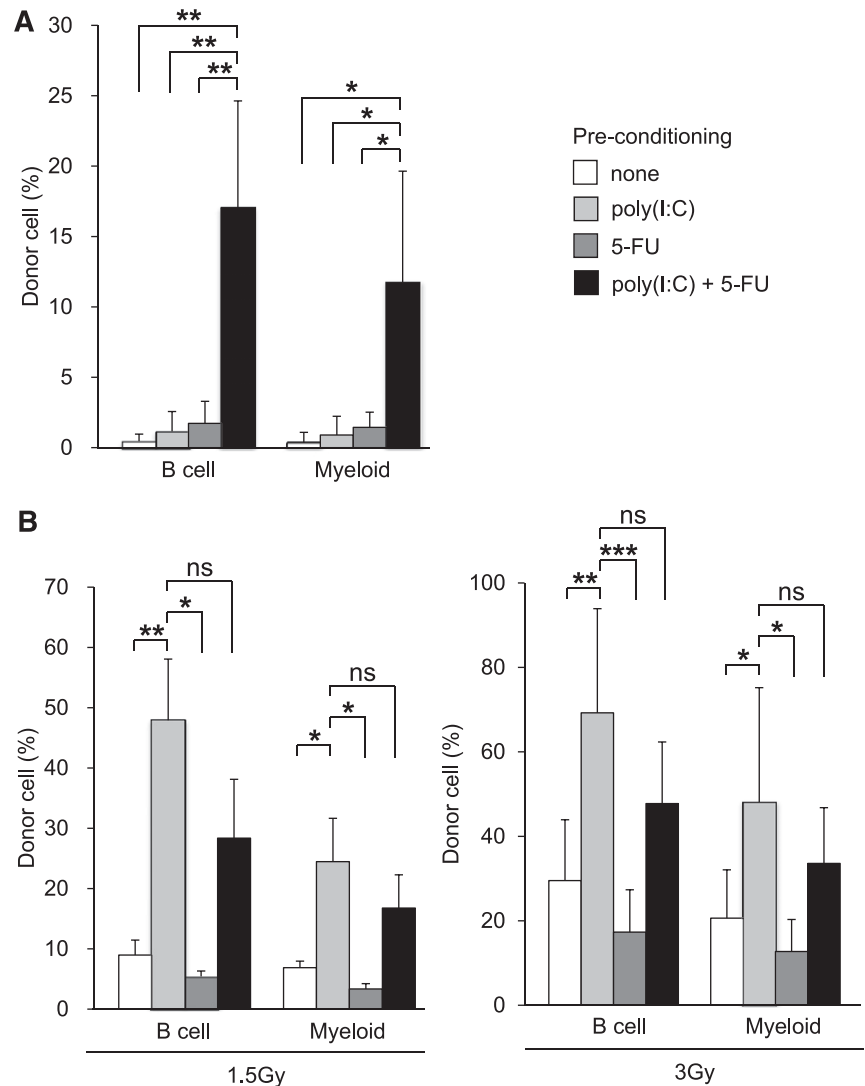 A
30
25
20
15
10
5
0
Donor cell (%)
** 
**
**
*
*
*
B cell Myeloid
Pre-conditioning
none
poly(I:C)
5-FU
poly(I:C) + 5-FU
B
70
60
50
40
30
20
10
0
Donor cell (%)
ns
*
**
ns
*
*
B cell Myeloid
1.5Gy
100
80
60
40
20
0
Donor cell (%)
ns
***
**
ns
*
*
B cell Myeloid
3Gy